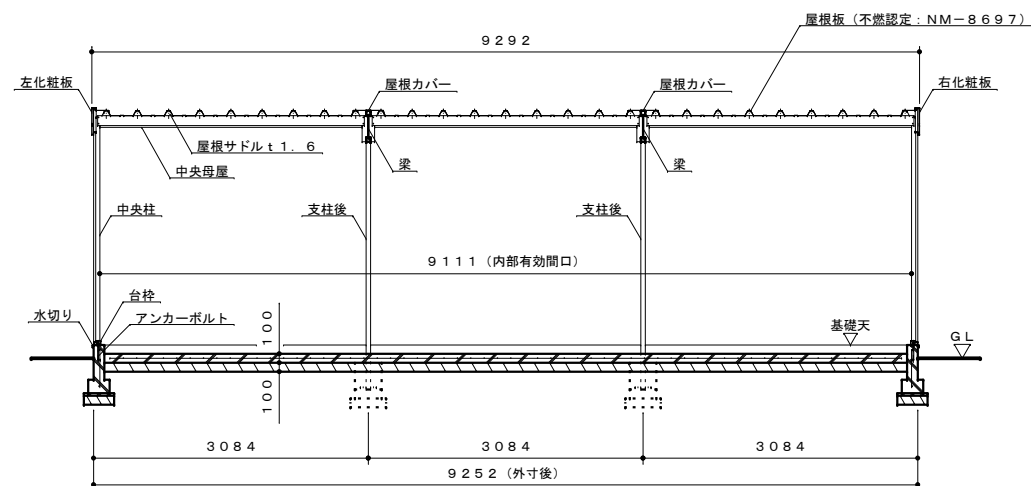 屋根板（不燃認定：ＮＭ－８６９７）
９２９２
左化粧板
屋根カバー
屋根カバー
右化粧板
屋根サドルｔ１．６
中央母屋
梁
梁
中央柱
支柱後
支柱後
９１１１（内部有効間口）
台枠
水切り
アンカーボルト
１００
基礎天
ＧＬ
１００
３０８４
３０８４
３０８４
９２５２（外寸後）